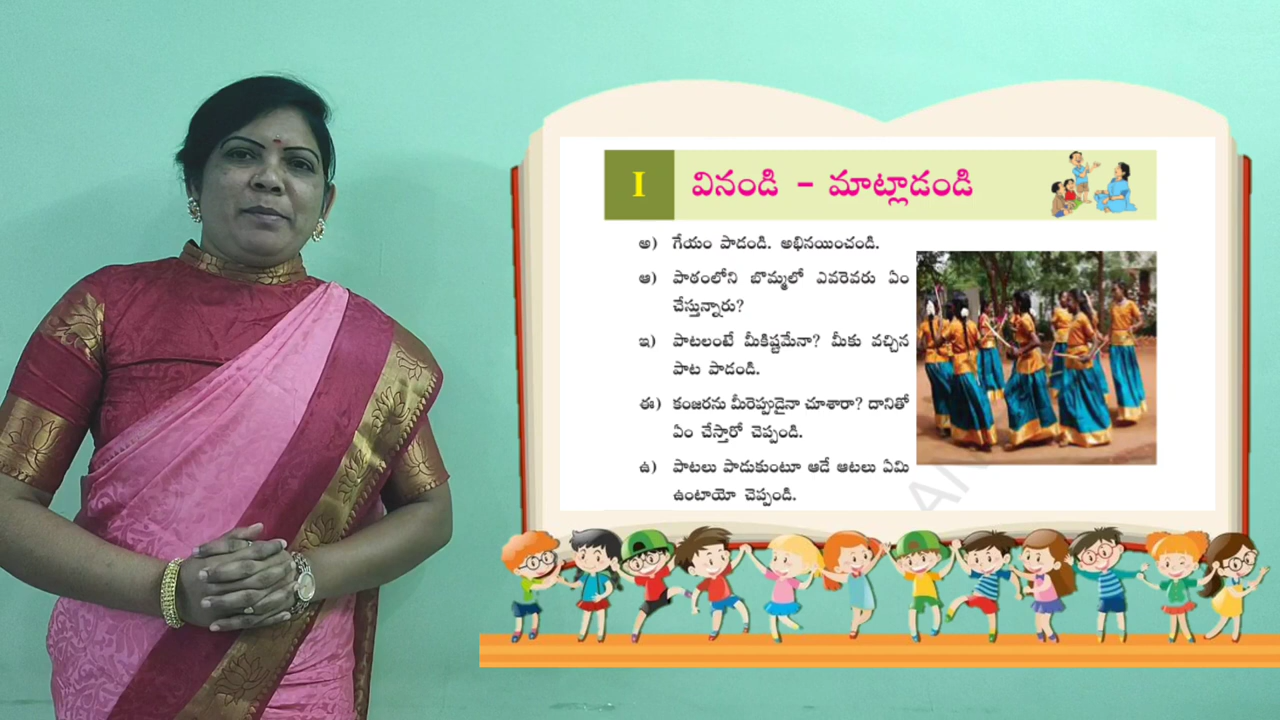 I వినండి - మాట్లాడండి
అ) గేయం పాడండి. అభినయించండి.
ఆ) పాఠంలోని బొమ్మలో ఎవరెవరు ఏం
చేస్తున్నారు?
ఇ) పాటలంటే మీకిష్టమేనా? మీకు వచ్చిన
పాట పాడండి.
ఈ) కంజరను మీరెప్పుడైనా చూశారా? దానితో
ఏం చేస్తారో చెప్పండి.
ఉ) పాటలు పాడుకుంటూ ఆడే ఆటలు ఏమి
ఉంటాయో చెప్పండి.